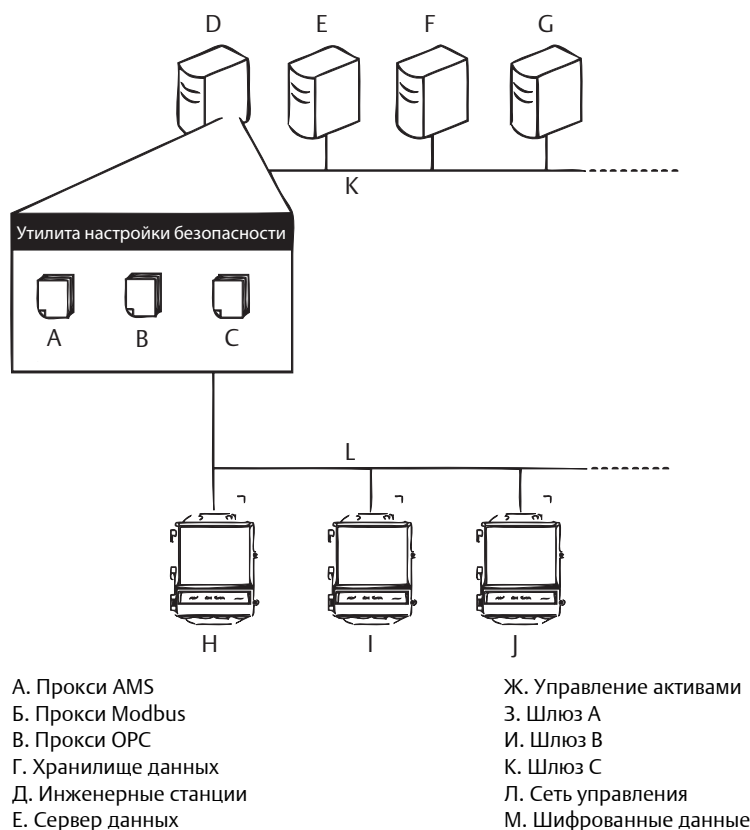 D E F G
K
Утилита настройки безопасности
A B C
L
H I J
А. Прокси AMS
Б. Прокси Modbus
В. Прокси OPC
Г. Хранилище данных
Д. Инженерные станции
Е. Сервер данных
Ж. Управление активами
З. Шлюз A
И. Шлюз B
К. Шлюз C
Л. Сеть управления
М. Шифрованные данные